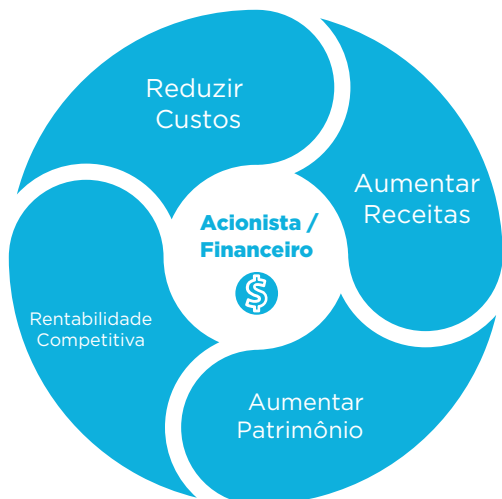 Reduzir
Custos
Aumentar
Receitas
Acionista /
Financeiro
$
Rentabilidade
Competitiva
Aumentar
Patrimônio